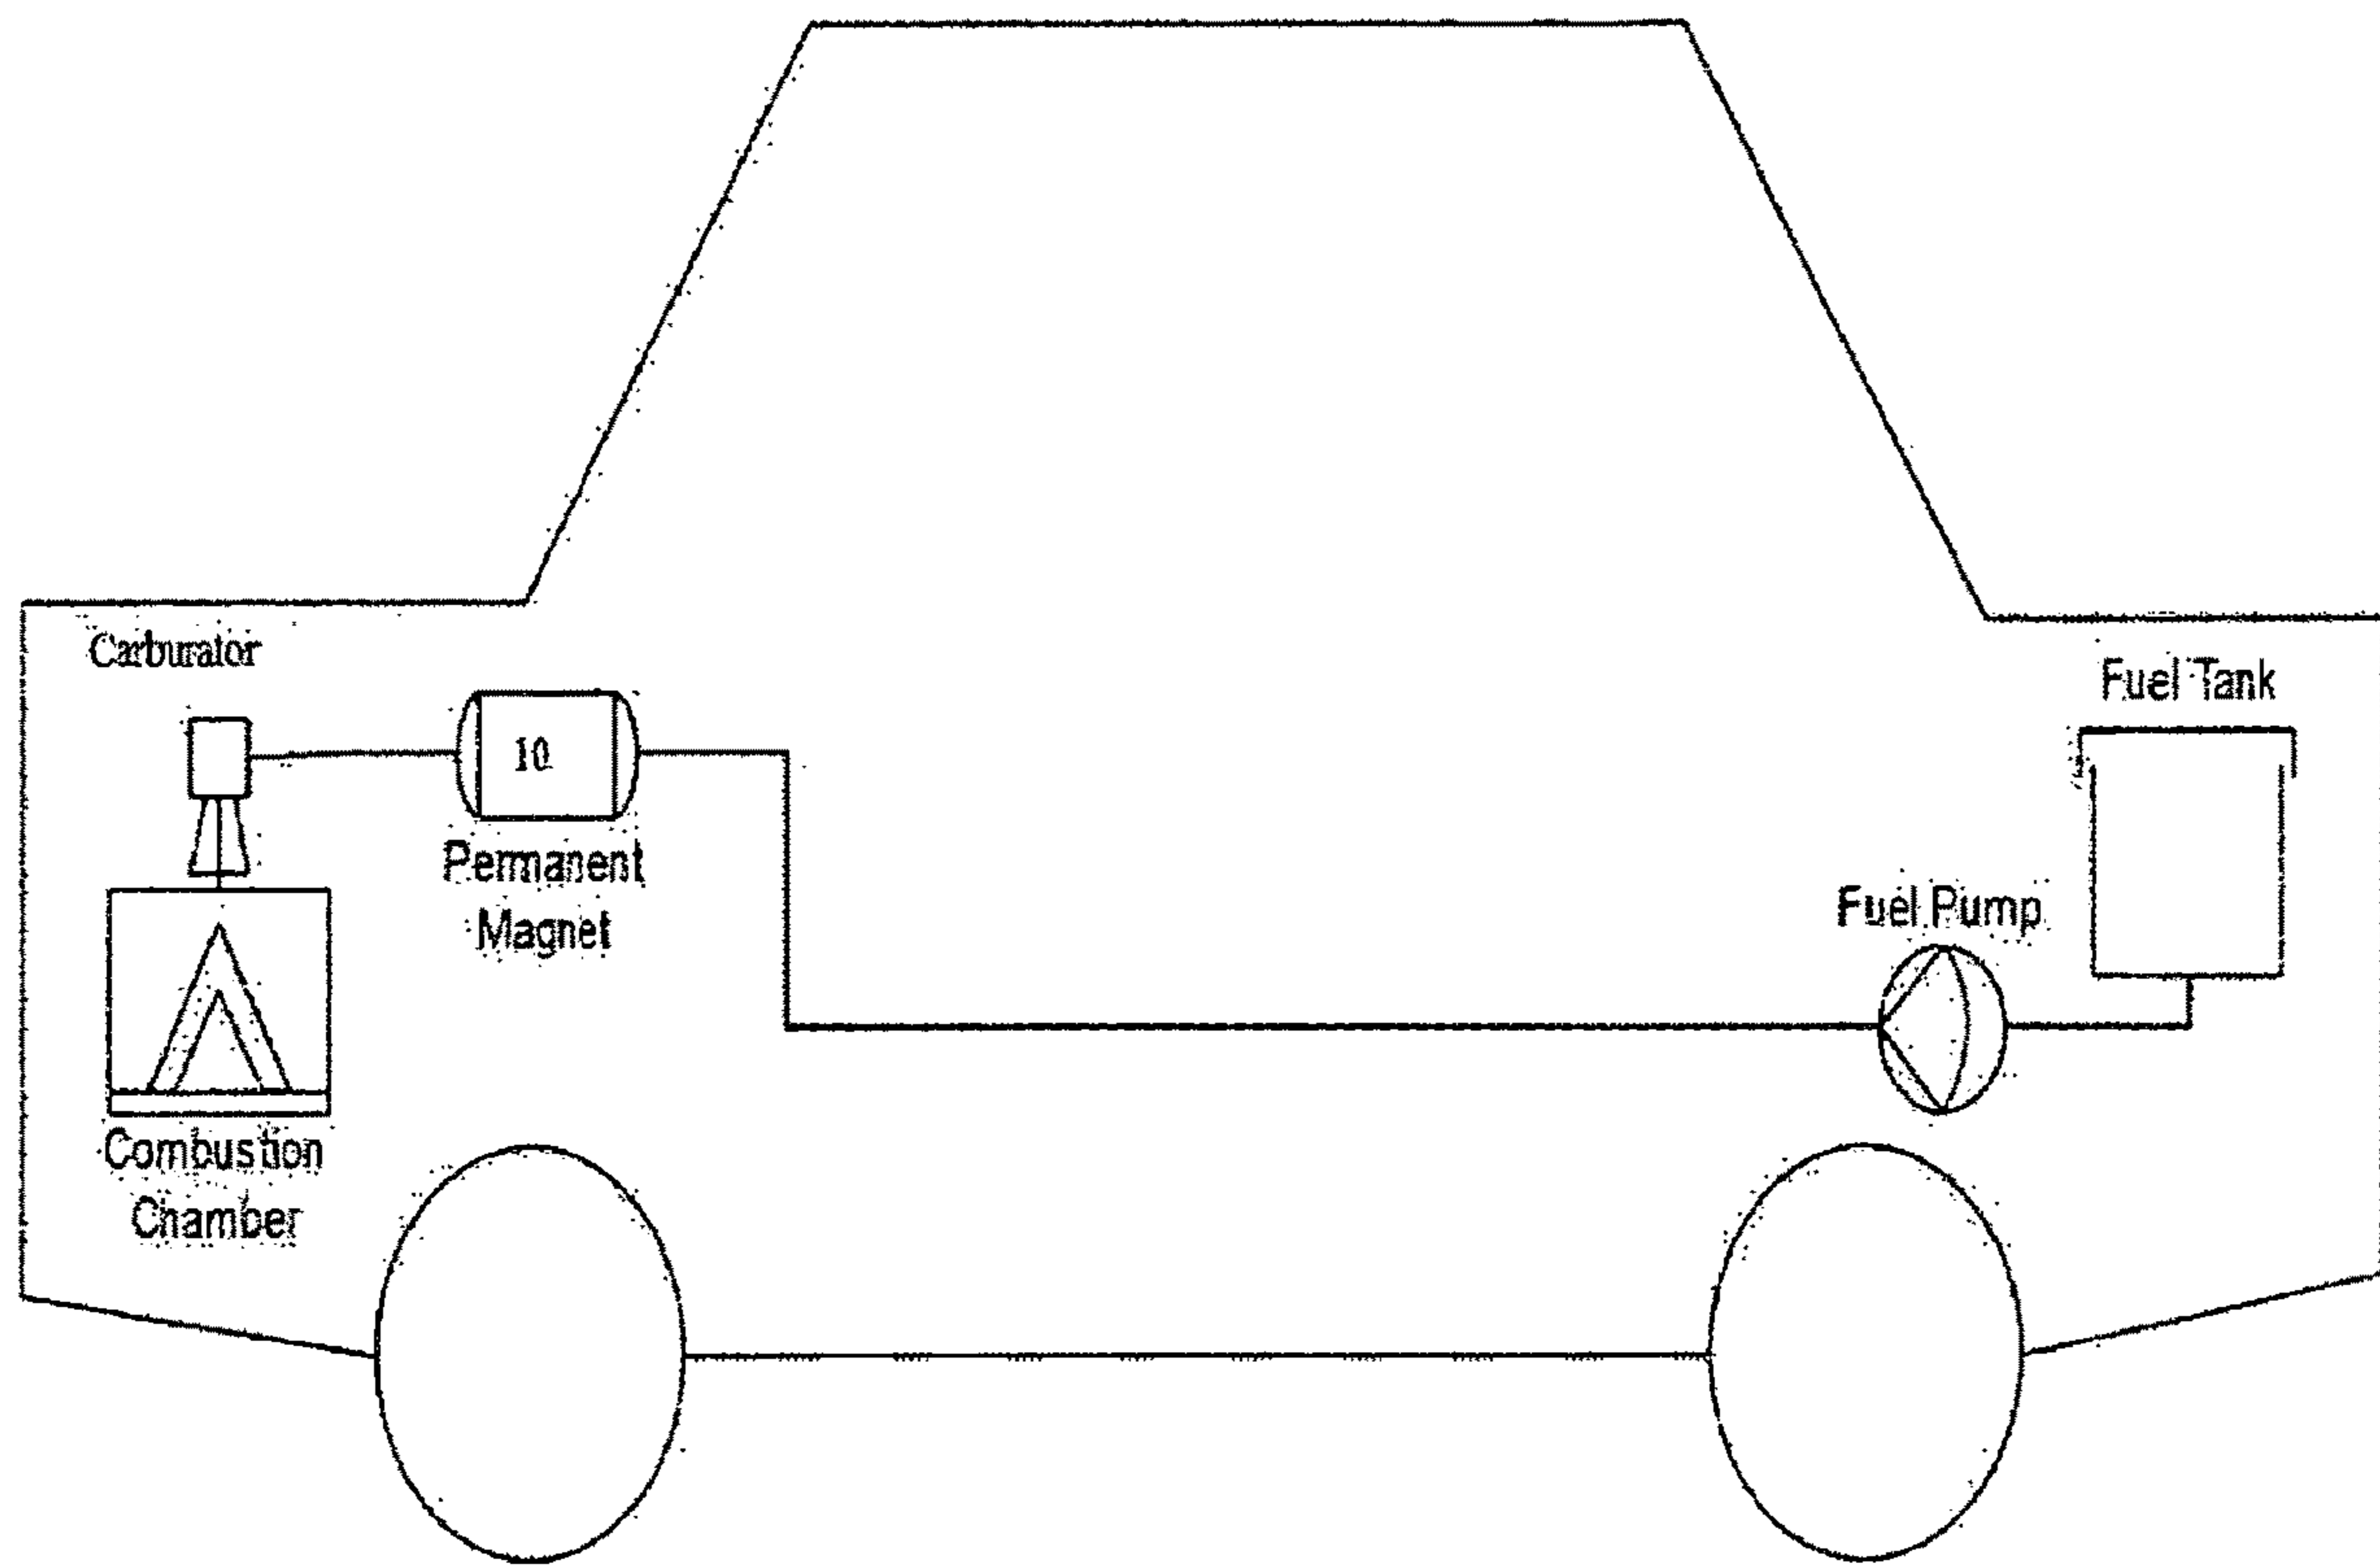 Carburator
Fuel Tank
10
Permanent
Magnet
Fuel Pump
Combustion
Chamber